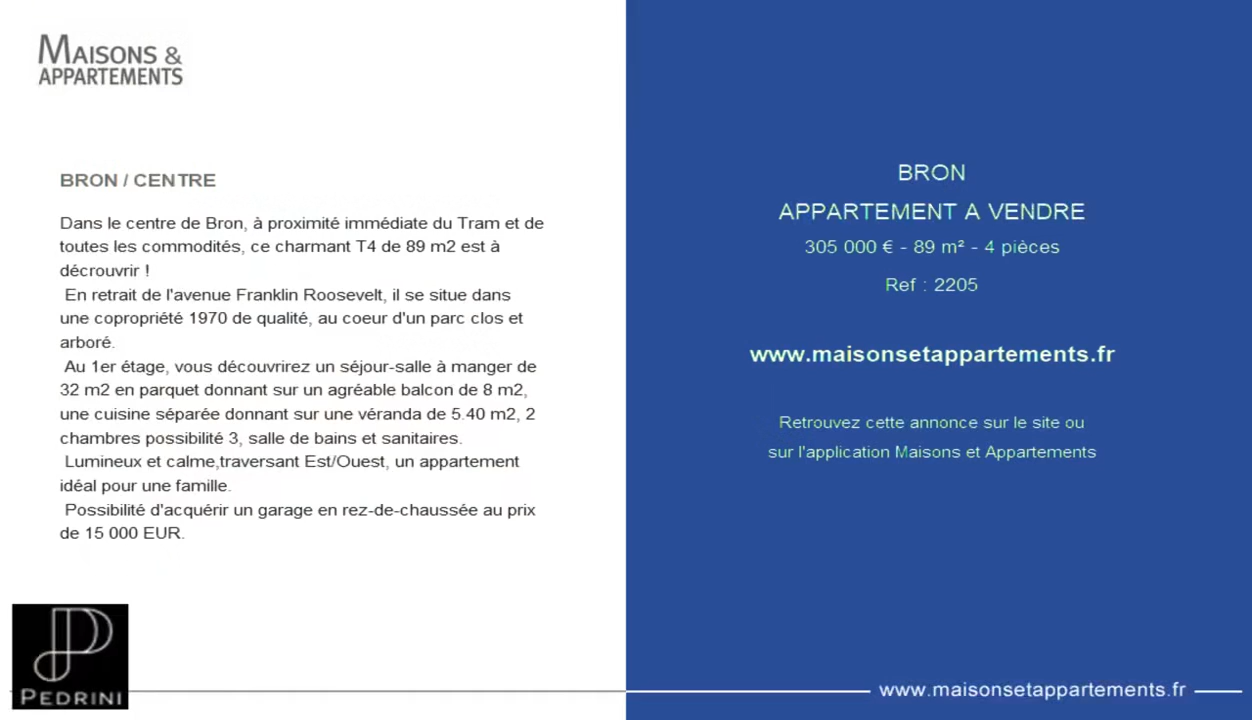 MAISONS &
APPARTEMENTS
BRON / CENTRE
Dans le centre de Bron, à proximité immédiate du Tram et de
toutes les commodités, ce charmant T4 de 89 m2 est à
décrouvrir !
En retrait de l'avenue Franklin Roosevelt, il se situe dans
une copropriété 1970 de qualité, au coeur d'un parc clos et
arboré.
Au 1er étage, vous découvrirez un séjour-salle à manger de
32 m2 en parquet donnant sur un agréable balcon de 8 m2,
une cuisine séparée donnant sur une véranda de 5.40 m2, 2
chambres possibilité 3, salle de bains et sanitaires.
Lumineux et calme,traversant Est/Ouest, un appartement
idéal pour une famille.
Possibilité d'acquérir un garage en rez-de-chaussée au prix
de 15 000 EUR.
PEDRINI
BRON
APPARTEMENT A VENDRE
305 000 € - 89 m² - 4 pièces
Ref : 2205
www.maisonsetappartements.fr
Retrouvez cette annonce sur le site ou
sur l'application Maisons et Appartements
www.maisonsetappartements.fr